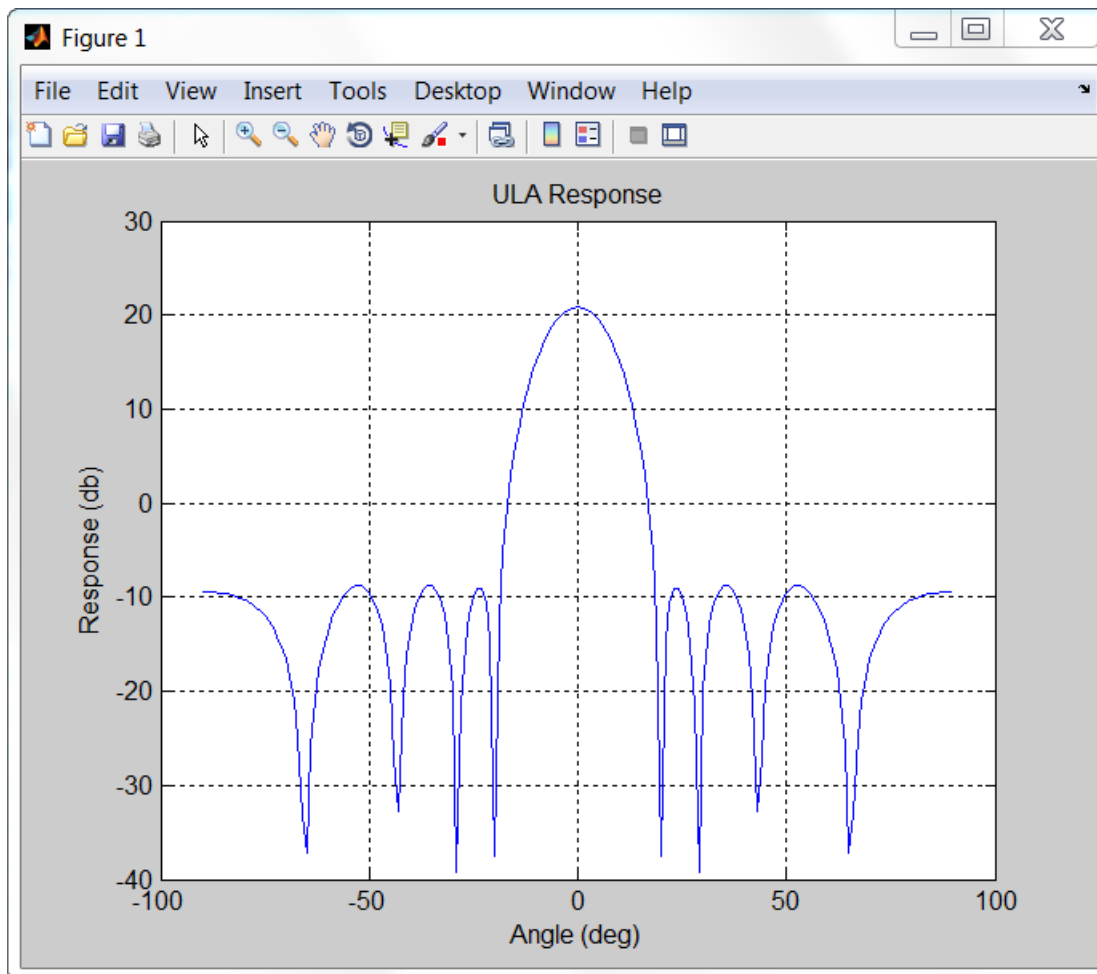 Figure 1
File Edit View Insert Tools Desktop Window Help
ULA Response
30
20
10
0
-10
-20
-30
-40
Response (db)
-100 -50 0 50 100
Angle (deg)